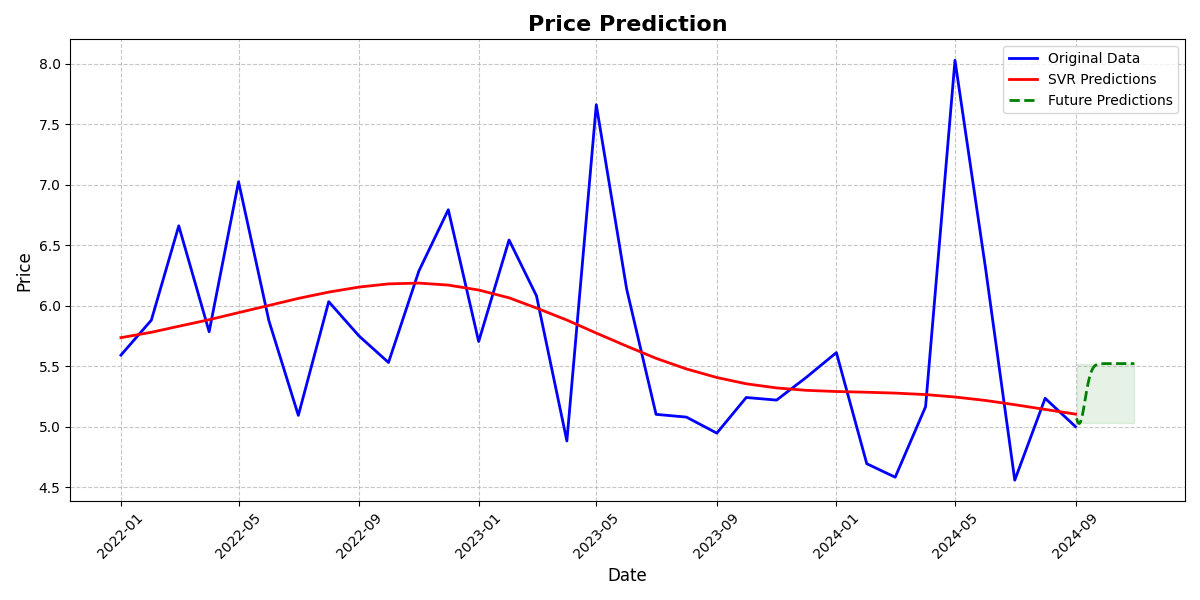 Price Prediction
Original Data
SVR Predictions
Future Predictions
Price
8.0
7.5
7.0
6.5
6.0
5.5
5.0
4.5
2022-01
2022-05
2022-09
2023-01
2023-05
2023-09
2024-01
2024-05
2024-09
Date